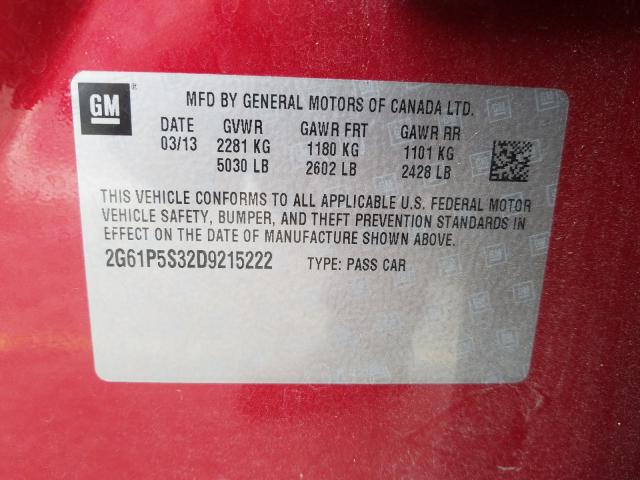 GM
MFD BY GENERAL MOTORS OF CANADA LTD.
DATE GVWR GAWR FRT GAWR RR
03/13 2281 KG 1180 KG 1101 KG
5030 LB 2602 LB 2428 LB
THIS VEHICLE CONFORMS TO ALL APPLICABLE U.S. FEDERAL MOTOR
VEHICLE SAFETY, BUMPER, AND THEFT PREVENTION STANDARDS IN
EFFECT ON THE DATE OF MANUFACTURE SHOWN ABOVE.
2G61P5S32D9215222 TYPE: PASS CAR